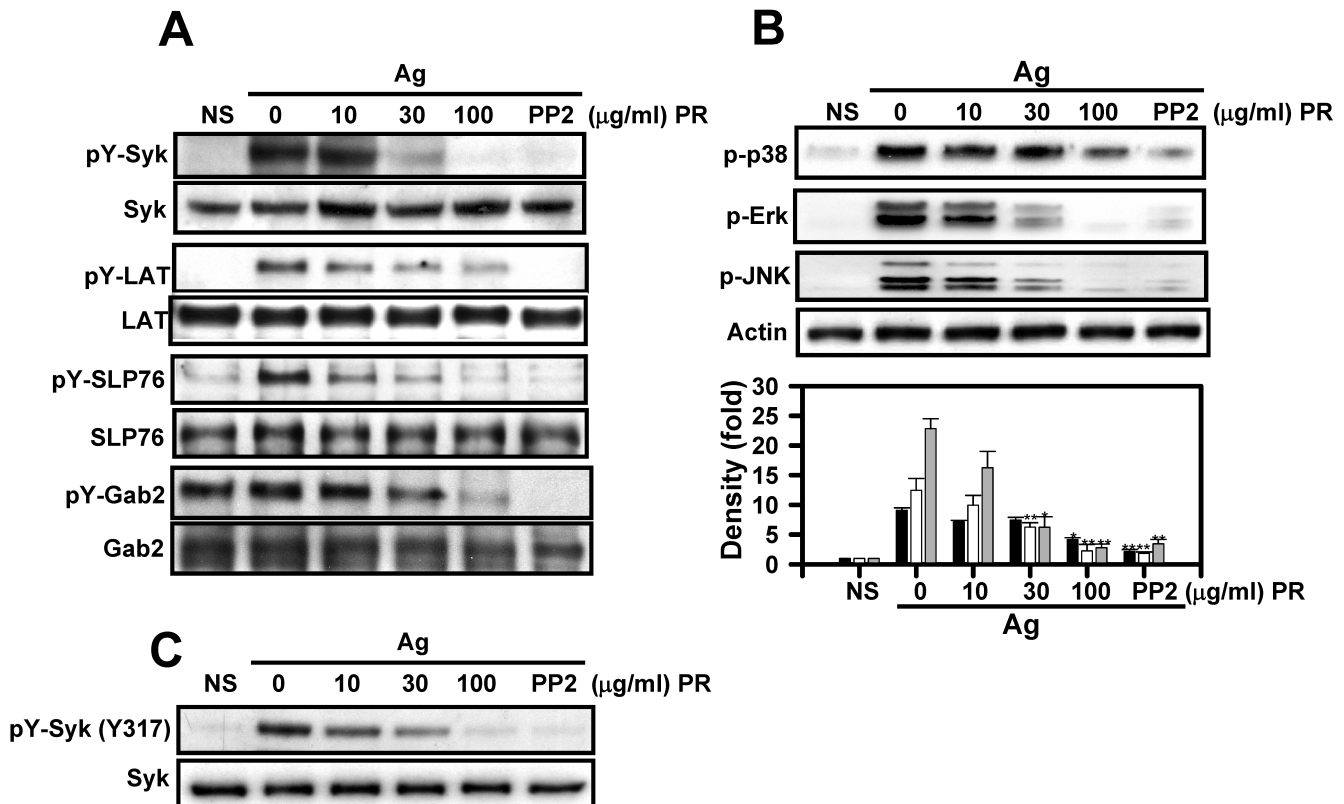 A
Ag
NS 0 10 30 100 PP2 (μg/ml) PR
pY-Syk
Syk
pY-LAT
LAT
pY-SLP76
SLP76
pY-Gab2
Gab2
B
Ag
NS 0 10 30 100 PP2 (μg/ml) PR
p-p38
p-Erk
p-JNK
Actin
Density (fold)
30
25
20
15
10
5
0
** *
* ** **
** ** **
NS 0 10 30 100 PP2 (μg/ml) PR
Ag
C
Ag
NS 0 10 30 100 PP2 (μg/ml) PR
pY-Syk (Y317)
Syk